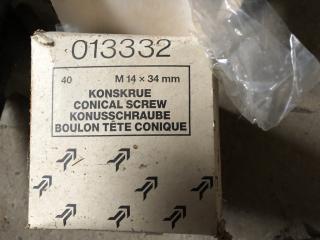 013332
40 M 14 × 34 mm
KONSKRUE
CONICAL SCREW
KONUSSCHRAUBE
BOULON TÊTE CONIQUE